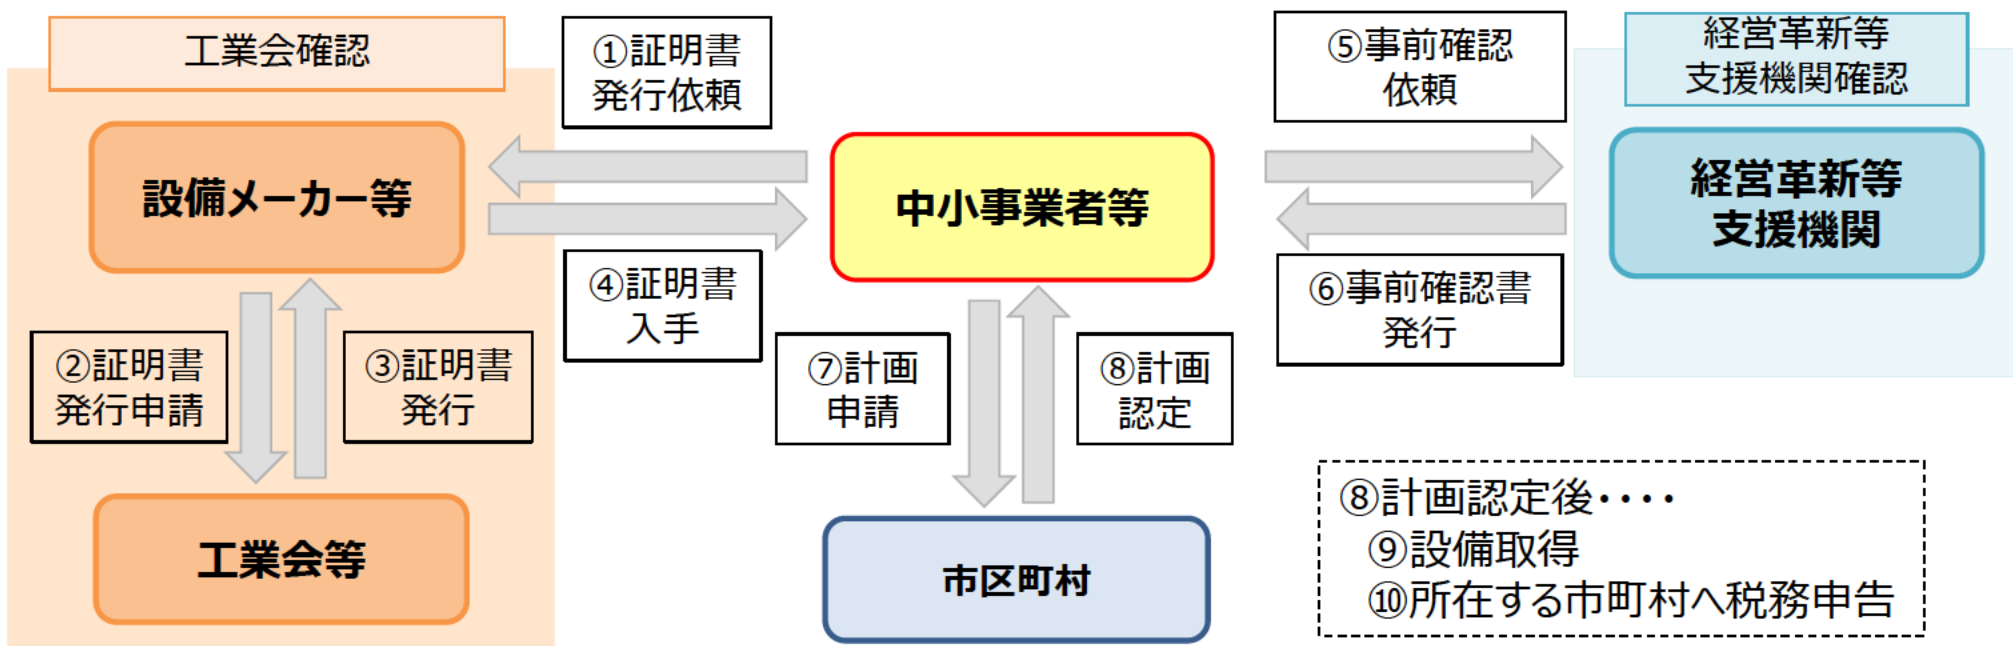 工業会確認
①証明書
発行依頼
⑤事前確認
依頼
経営革新等
支援機関確認
設備メーカー等
中小事業者等
経営革新等
支援機関
④証明書
入手
⑥事前確認書
発行
②証明書
発行申請
③証明書
発行
⑦計画
申請
⑧計画
認定
工業会等
市区町村
⑧計画認定後････
⑨設備取得
⑩所在する市町村へ税務申告